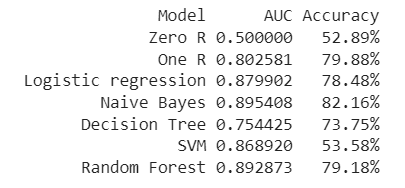 Model AUC Accuracy
Zero R 0.500000 52.89%
One R 0.802581 79.88%
Logistic regression 0.879902 78.48%
Naive Bayes 0.895408 82.16%
Decision Tree 0.754425 73.75%
SVM 0.868920 53.58%
Random Forest 0.892873 79.18%